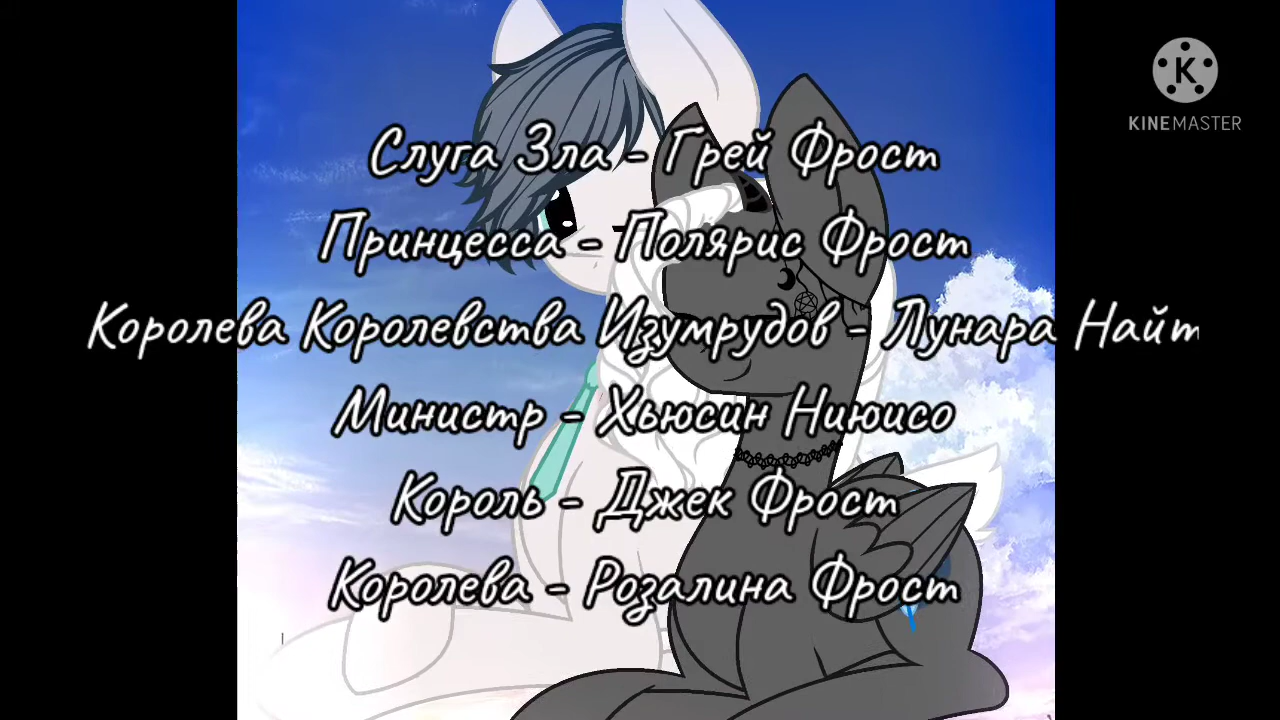 KINEMASTER
Слуга Зла - Грей Фрост
Принцесса - Полярис Фрост
Королева Королевства Изумрудов - Лунара Найт
Министр - Хьюсин Ниюисо
Король - Джек Фрост
Королева - Розалина Фрост